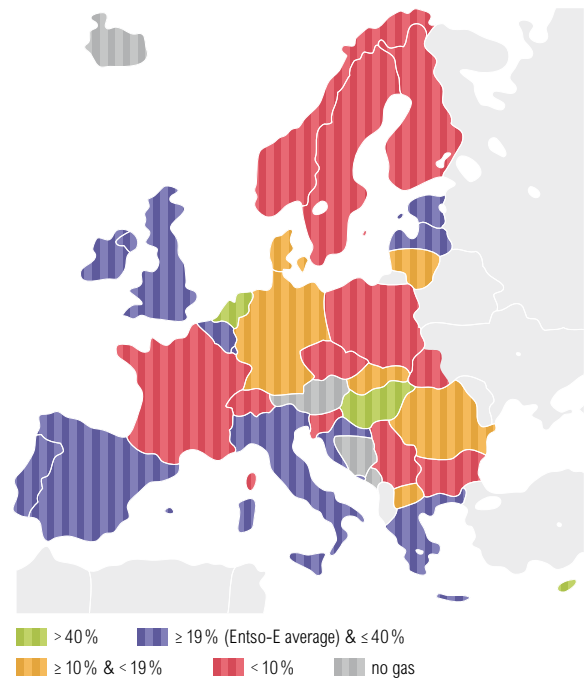 > 40 % ≥ 19 % (Entso-E average) & ≤ 40 %
≥ 10 % & < 19 % < 10 % no gas